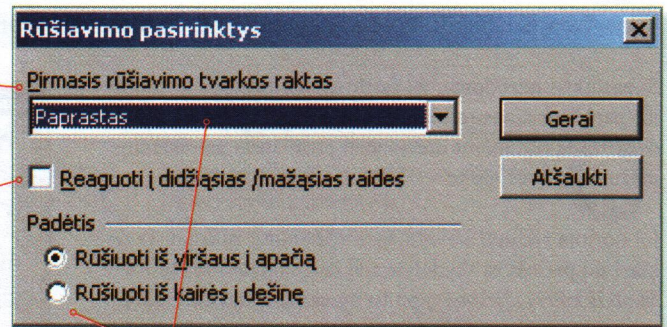 Rūšiavimo pasirinktys
Pirmasis rūšiavimo tvarkos raktas
Paprastas
Gerai
Reaguoti į didžiąsias /mažąsias raides
Atšaukti
Padėtis
Rūšiuoti iš viršaus į apačią
Rūšiuoti iš kairės į dešinę